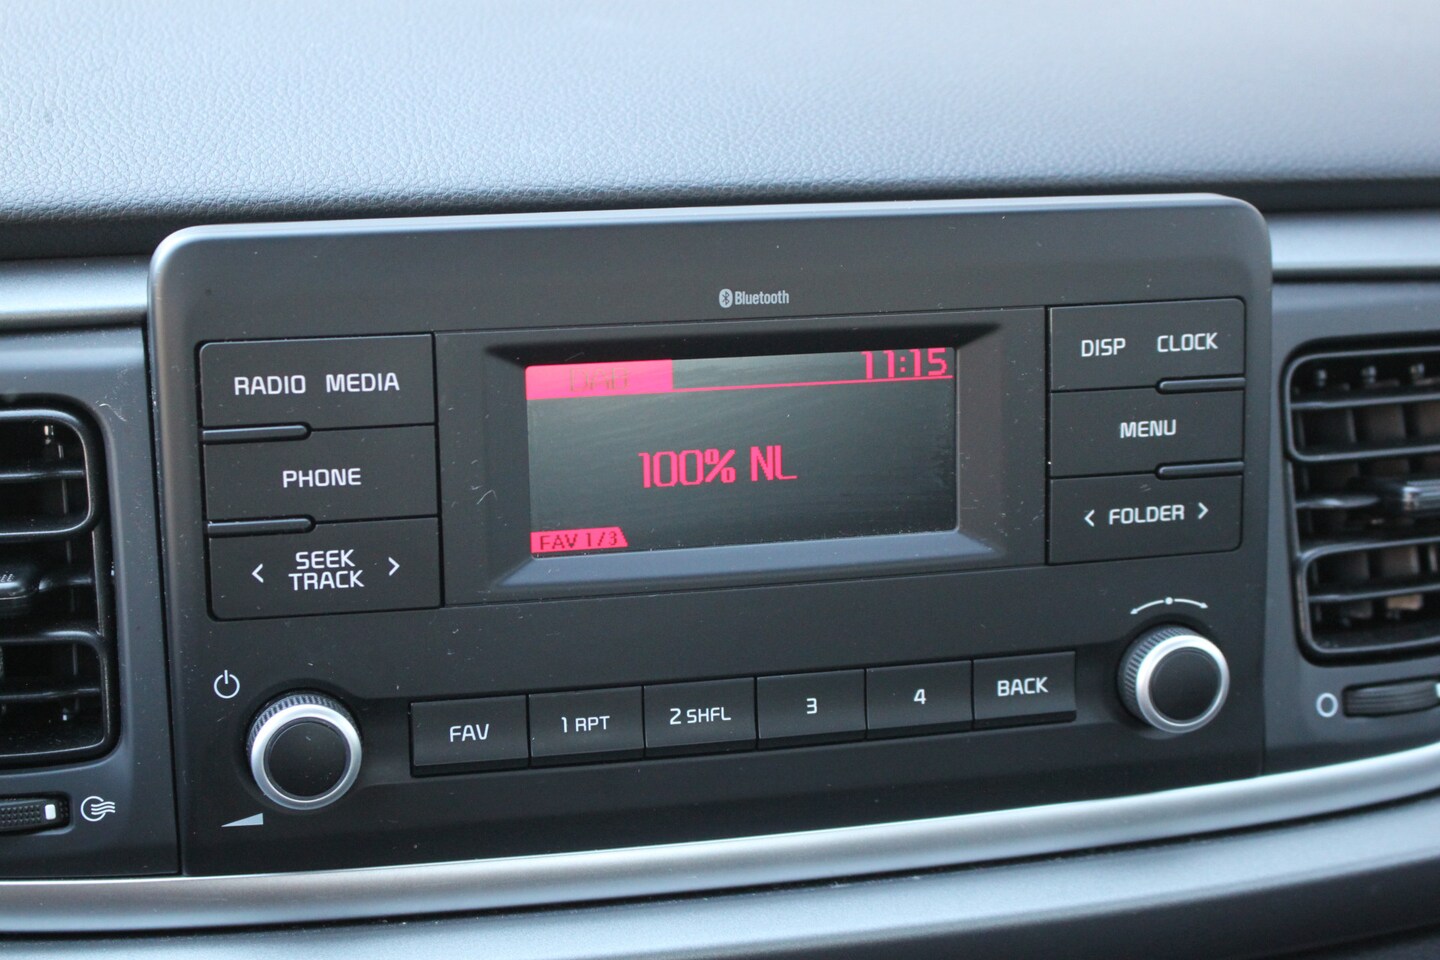 Bluetooth
RADIO MEDIA
PHONE
< SEEK >
TRACK
DAB
11:15
100% NL
FAV 1/3
DISP CLOCK
MENU
< FOLDER >
FAV
1 RPT
2 SHFL
3
4
BACK